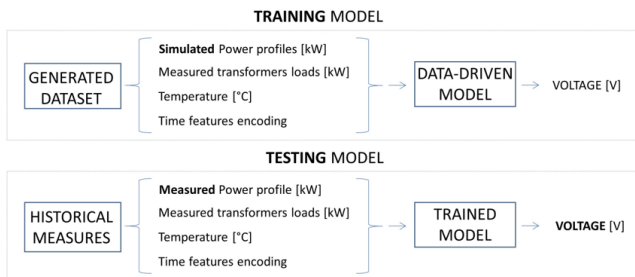 TRAINING MODEL
GENERATED
DATASET
Simulated Power profiles [kW]
Measured transformers loads [kW]
Temperature [°C]
Time features encoding
DATA-DRIVEN
MODEL
VOLTAGE [V]
TESTING MODEL
HISTORICAL
MEASURES
Measured Power profile [kW]
Measured transformers loads [kW]
Temperature [°C]
Time features encoding
TRAINED
MODEL
VOLTAGE [V]